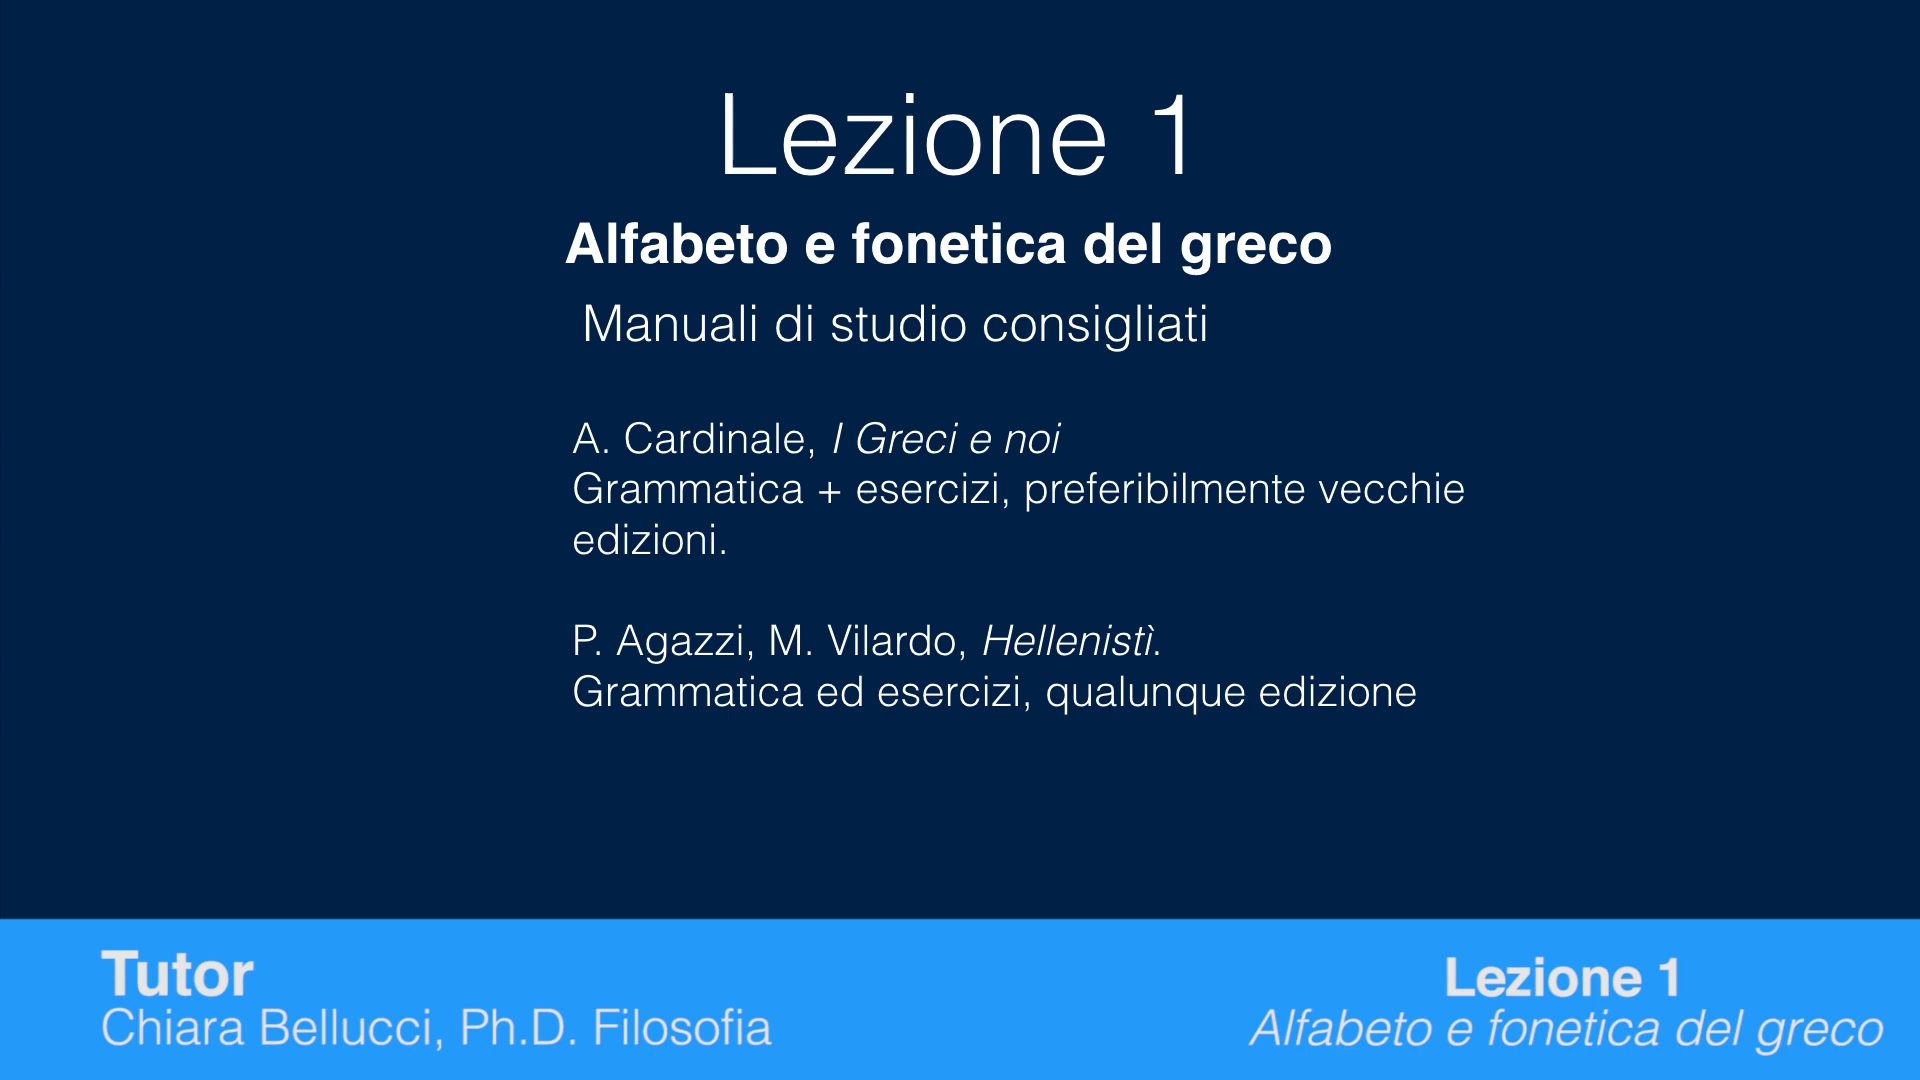 Lezione 1
Alfabeto e fonetica del greco
Manuali di studio consigliati
A. Cardinale, I Greci e noi
Grammatica + esercizi, preferibilmente vecchie
edizioni.
P. Agazzi, M. Vilardo, Hellenistì.
Grammatica ed esercizi, qualunque edizione
Tutor
Chiara Bellucci, Ph.D. Filosofia
Lezione 1
Alfabeto e fonetica del greco